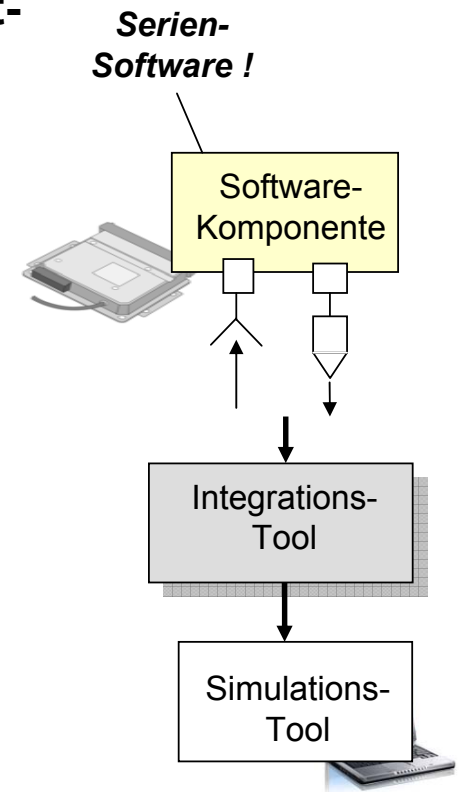 t-
Serien-
Software !
Software-
Komponente
Integrations-
Tool
Simulations-
Tool